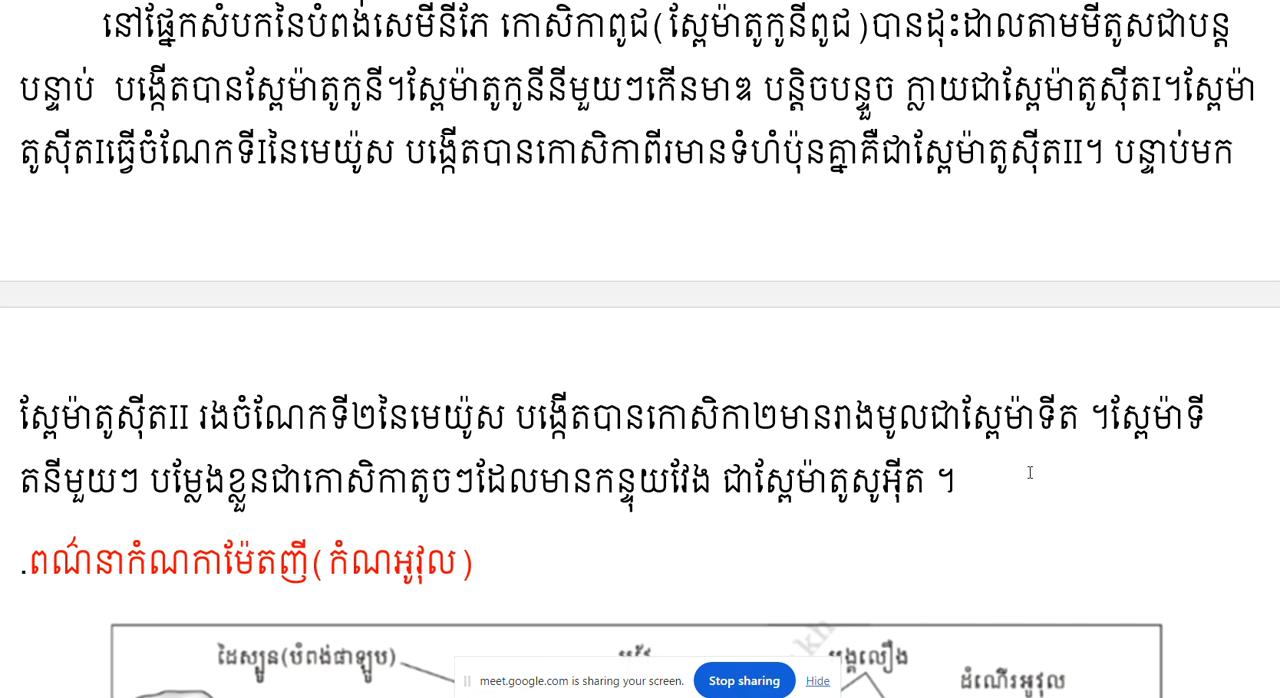 នៅផ្នែកសំបកនៃបំពង់សេមីនីភែ កោសិកាពូជ(ស្ពែម៉ាតូកូនីពូជ)បានដុះដាលតាមមីតូសជាបន្ត
បន្ទាប់ បង្កើតបានស្ពែម៉ាតូកូនី។ស្ពែម៉ាតូកូនីនីមួយៗកើនមាឌ បន្តិចបន្ទួច ក្លាយជាស្ពែម៉ាតូស៊ីតI។ស្ពែម៉ា
តូស៊ីតIធ្វើចំណែកទីIនៃមេយ៉ូស បង្កើតបានកោសិកាពីរមានទំហំប៉ុនគ្នាគឺជាស្ពែម៉ាតូស៊ីតII។ បន្ទាប់មក
ស្ពែម៉ាតូស៊ីតII រងចំណែកទី២នៃមេយ៉ូស បង្កើតបានកោសិកា២មានរាងមូលជាស្ពែម៉ាទីត ។ស្ពែម៉ាទី
តនីមួយៗ បម្លែងខ្លួនជាកោសិកាតូចៗដែលមានកន្ទុយវែង ជាស្ពែម៉ាតូសូអ៊ីត ។
.ពណ៌នាកំណកាម៉ែតញី(កំណអូវុល)
ដៃស្បូន(បំពង់ផាឡូប)
អង្គលឿង
ដំណើរអូវុល
meet.google.com is sharing your screen. Stop sharing Hide